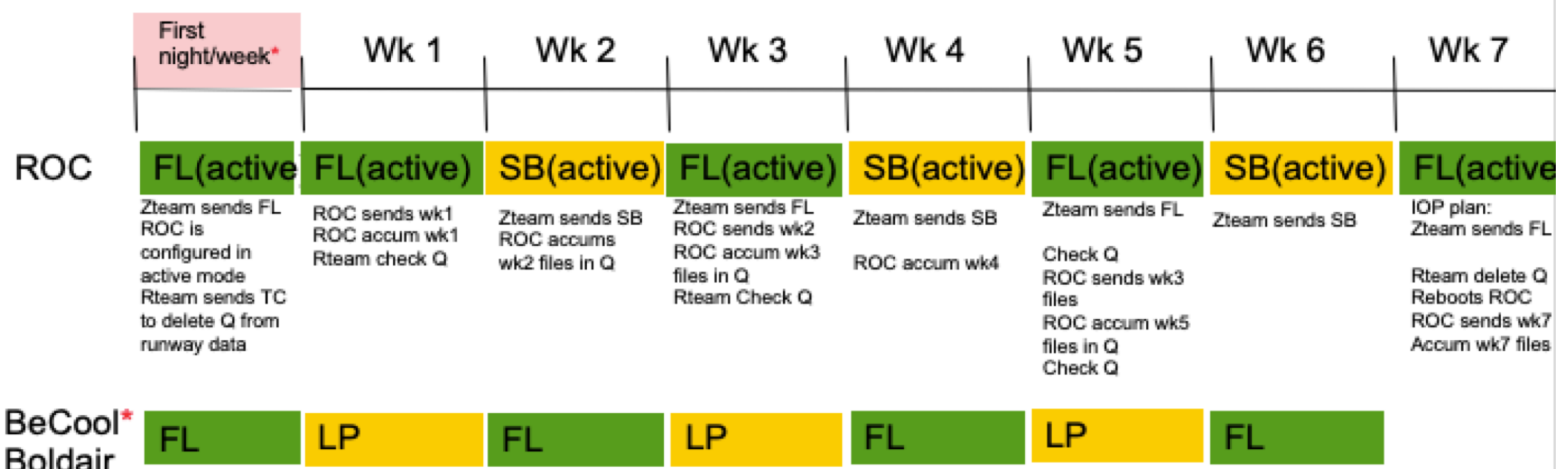 First
night/week*
Wk 1
Wk 2
Wk 3
Wk 4
Wk 5
Wk 6
Wk 7
ROC
FL(active
FL(active)
SB(active)
FL(active)
SB(active)
FL(active)
SB(active)
FL(active
Zteam sends FL
ROC is
configured in
active mode
Rteam sends TC
to delete Q from
runway data
ROC sends wk1
ROC accum wk1
Rteam check Q
Zteam sends SB
ROC accums
wk2 files in Q
Zteam sends FL
ROC sends wk2
ROC accum wk3
files in Q
Rteam Check Q
Zteam sends SB
ROC accum wk4
Zteam sends FL
Check Q
ROC sends wk3
files
ROC accum wk5
files in Q
Check Q
Zteam sends SB
IOP plan:
Zteam sends FL
Rteam delete Q
Reboots ROC
ROC sends wk7
Accum wk7 files
BeCool*
Boldair
FL
LP
FL
LP
FL
LP
FL